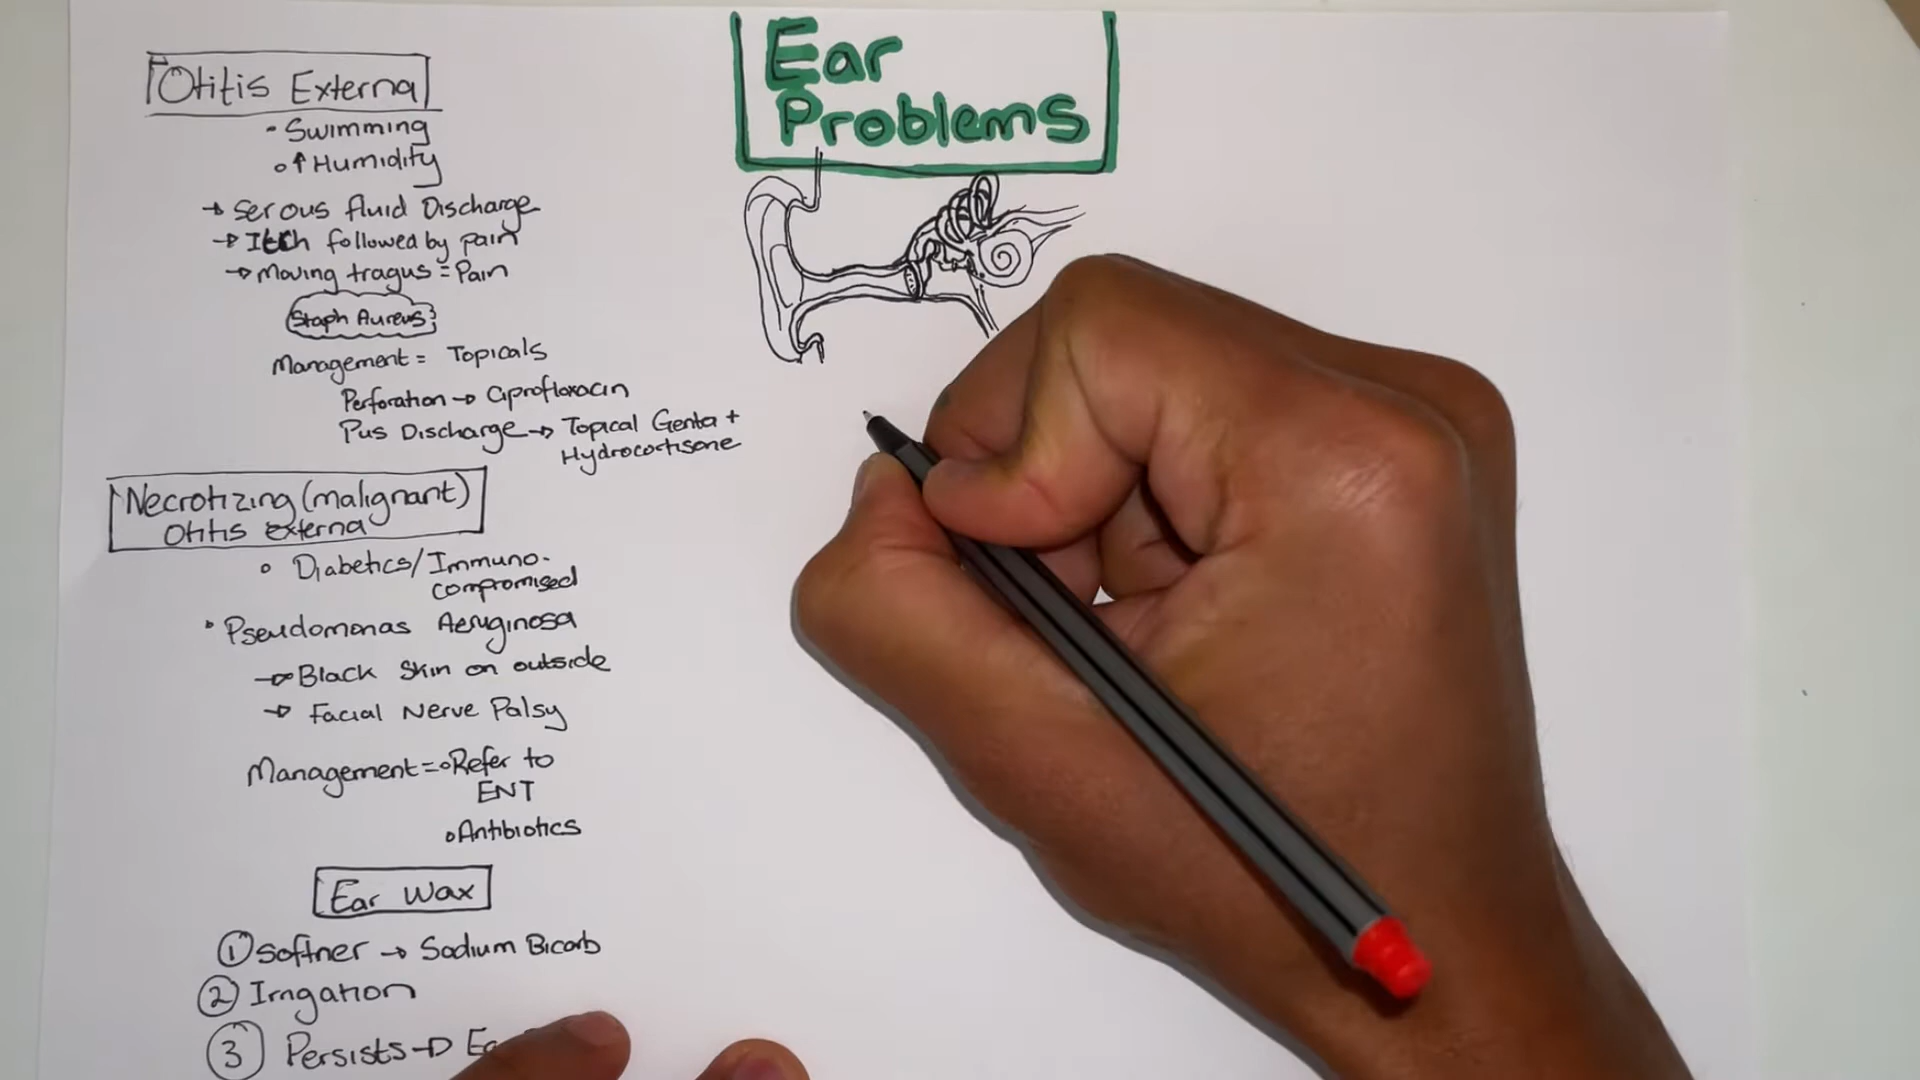 Ear
Problems
Otitis Externa
• Swimming
o ↑ Humidity
→ Serous fluid Discharge
→ Itch followed by pain
→ Moving tragus = Pain
Staph Aureus
Management = Topicals
Perforation → Ciprofloxacin
Pus Discharge → Topical Genta +
Hydrocortisone
Necrotizing (malignant)
Otitis externa
o Diabetics/Immuno-
compromised
• Pseudomonas Aeruginosa
→ Black Skin on outside
→ Facial Nerve Palsy
Management = o Refer to
ENT
o Antibiotics
Ear Wax
① Softner → Sodium Bicarb
② Irrigation
③ Persists →